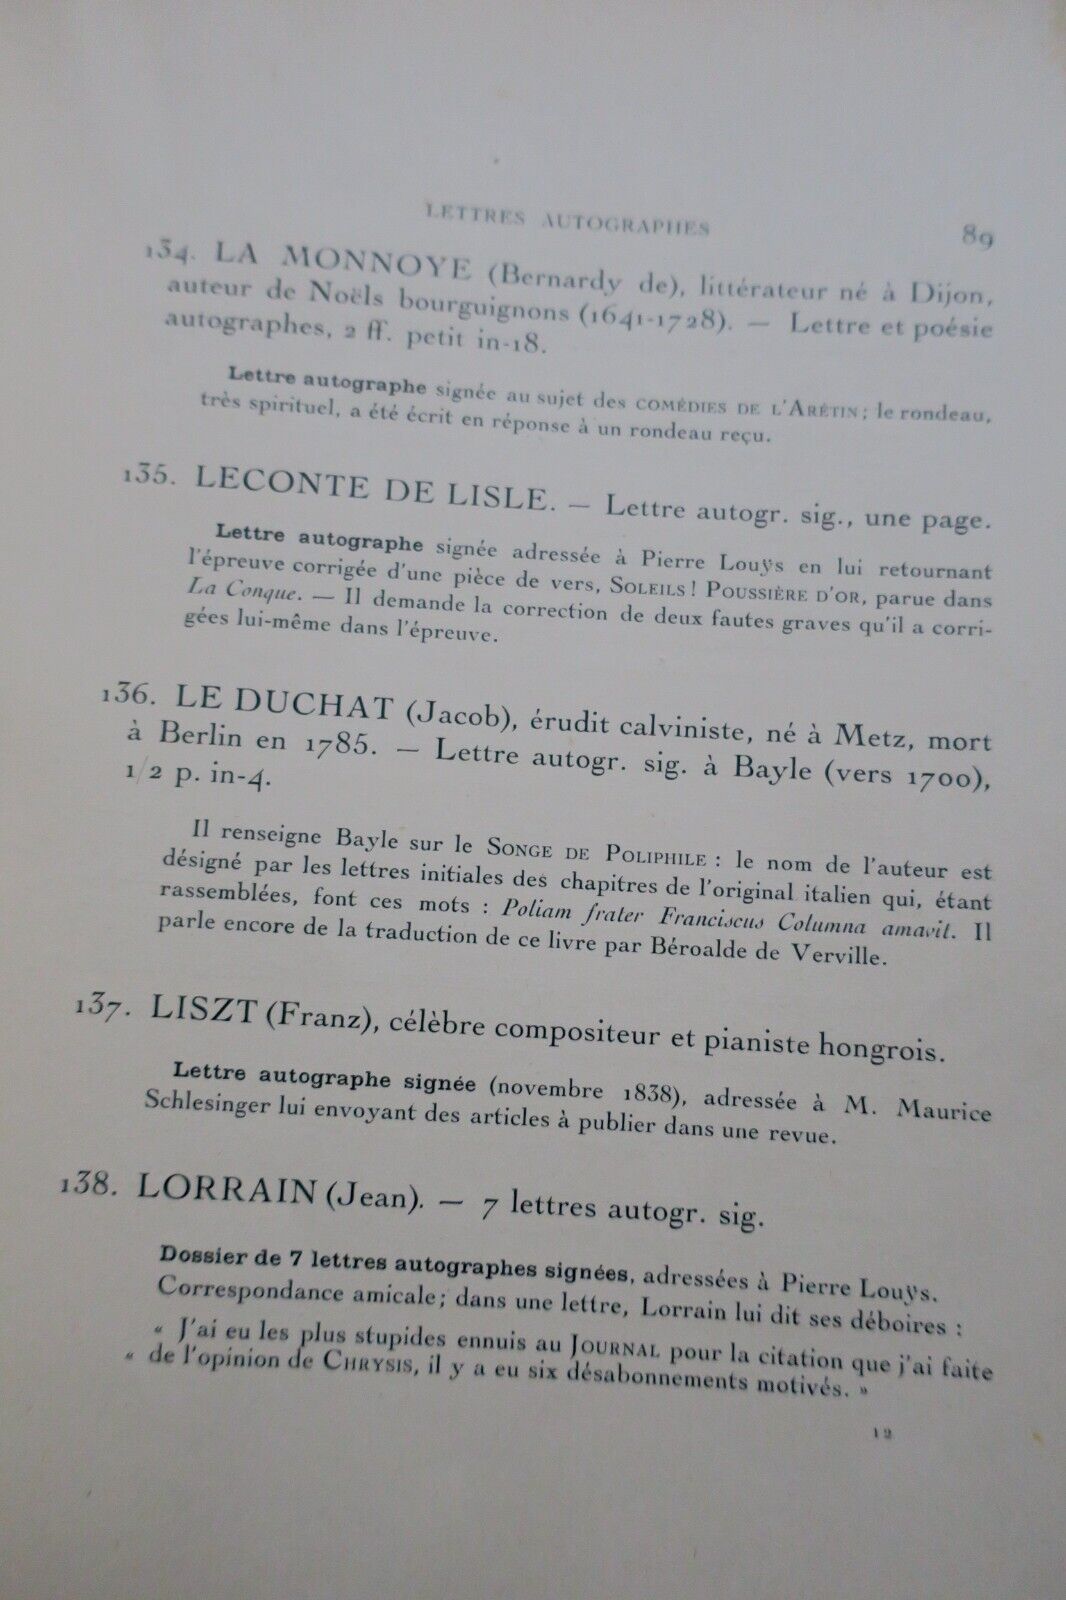 LETTRES AUTOGRAPHES 89
134. LA MONNOYE (Bernardy de), littérateur né à Dijon,
auteur de Noëls bourguignons (1641-1728). — Lettre et poésie
autographes, 2 ff. petit in-18.
Lettre autographe signée au sujet des COMÉDIES DE L'ARÉTIN ; le rondeau,
très spirituel, a été écrit en réponse à un rondeau reçu.
135. LECONTE DE LISLE. — Lettre autogr. sig., une page.
Lettre autographe signée adressée à Pierre Louÿs en lui retournant
l'épreuve corrigée d'une pièce de vers, SOLEILS ! POUSSIÈRE D'OR, parue dans
La Conque. — Il demande la correction de deux fautes graves qu'il a corri-
gées lui-même dans l'épreuve.
136. LE DUCHAT (Jacob), érudit calviniste, né à Metz, mort
à Berlin en 1785. — Lettre autogr. sig. à Bayle (vers 1700),
1/2 p. in-4.
Il renseigne Bayle sur le SONGE DE POLIPHILE : le nom de l'auteur est
désigné par les lettres initiales des chapitres de l'original italien qui, étant
rassemblées, font ces mots : Poliam frater Franciscus Columna amavit. Il
parle encore de la traduction de ce livre par Béroalde de Verville.
137. LISZT (Franz), célèbre compositeur et pianiste hongrois.
Lettre autographe signée (novembre 1838), adressée à M. Maurice
Schlesinger lui envoyant des articles à publier dans une revue.
138. LORRAIN (Jean). — 7 lettres autogr. sig.
Dossier de 7 lettres autographes signées, adressées à Pierre Louÿs.
Correspondance amicale ; dans une lettre, Lorrain lui dit ses déboires :
« J'ai eu les plus stupides ennuis au JOURNAL pour la citation que j'ai faite
« de l'opinion de CHRYSIS, il y a eu six désabonnements motivés. »
12